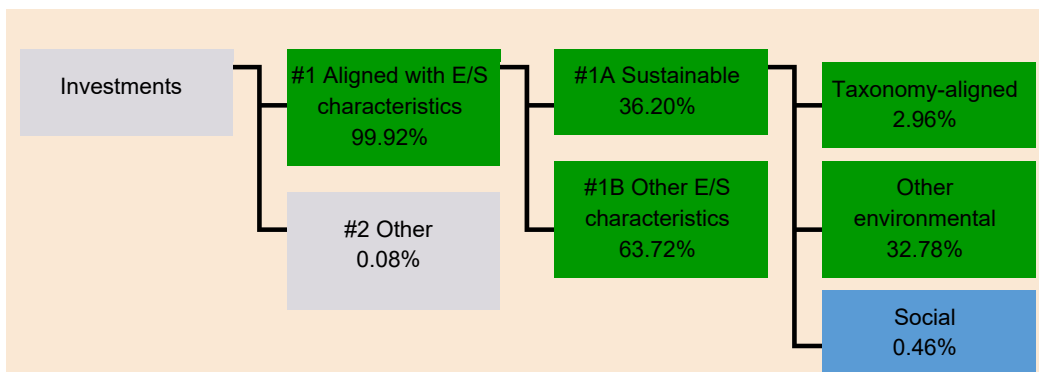 Investments
#1 Aligned with E/S
characteristics
99.92%
#2 Other
0.08%
#1A Sustainable
36.20%
#1B Other E/S
characteristics
63.72%
Taxonomy-aligned
2.96%
Other
environmental
32.78%
Social
0.46%